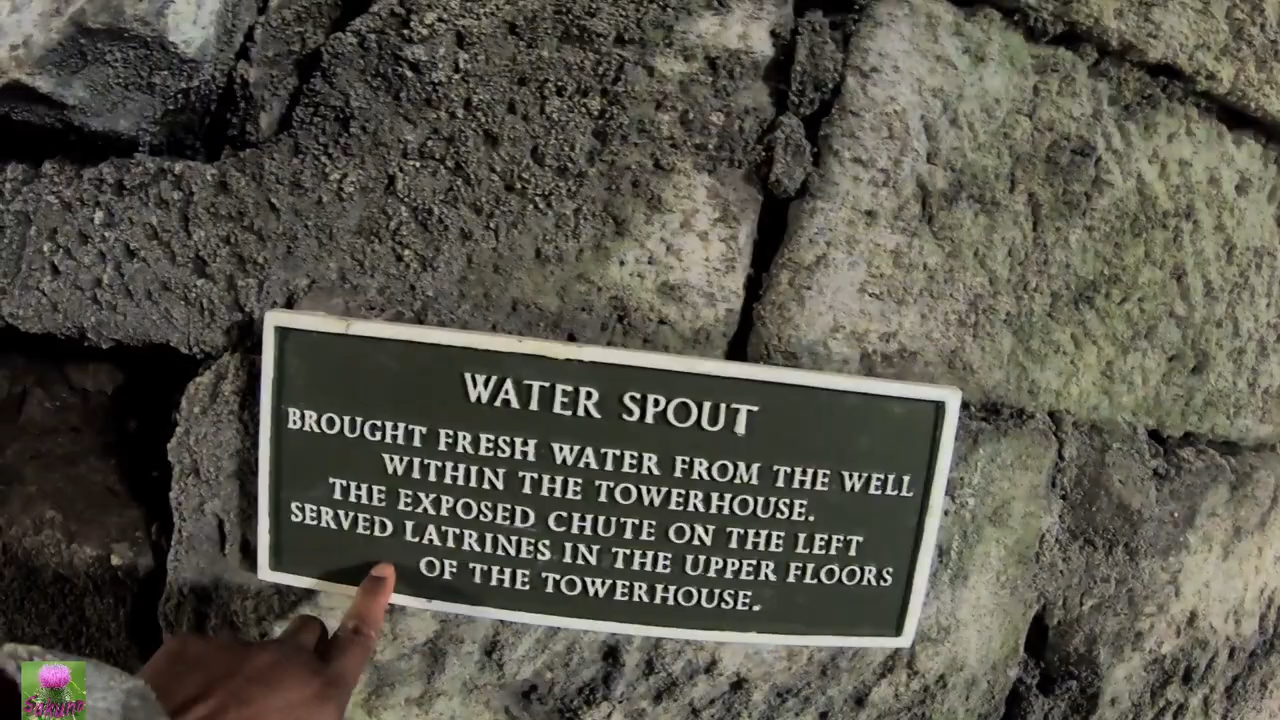 WATER SPOUT
BROUGHT FRESH WATER FROM THE WELL
WITHIN THE TOWERHOUSE.
THE EXPOSED CHUTE ON THE LEFT
SERVED LATRINES IN THE UPPER FLOORS
OF THE TOWERHOUSE.
Sakuna